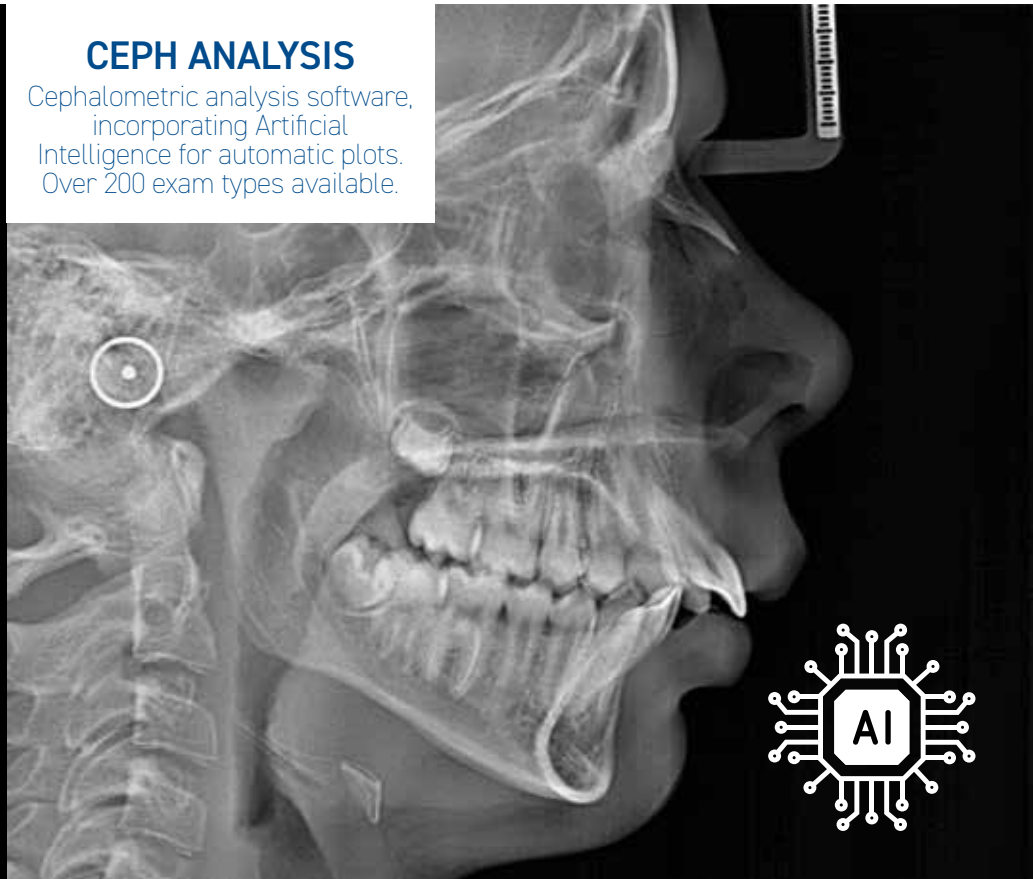 CEPH ANALYSIS
Cephalometric analysis software,
incorporating Artificial
Intelligence for automatic plots.
Over 200 exam types available.
AI